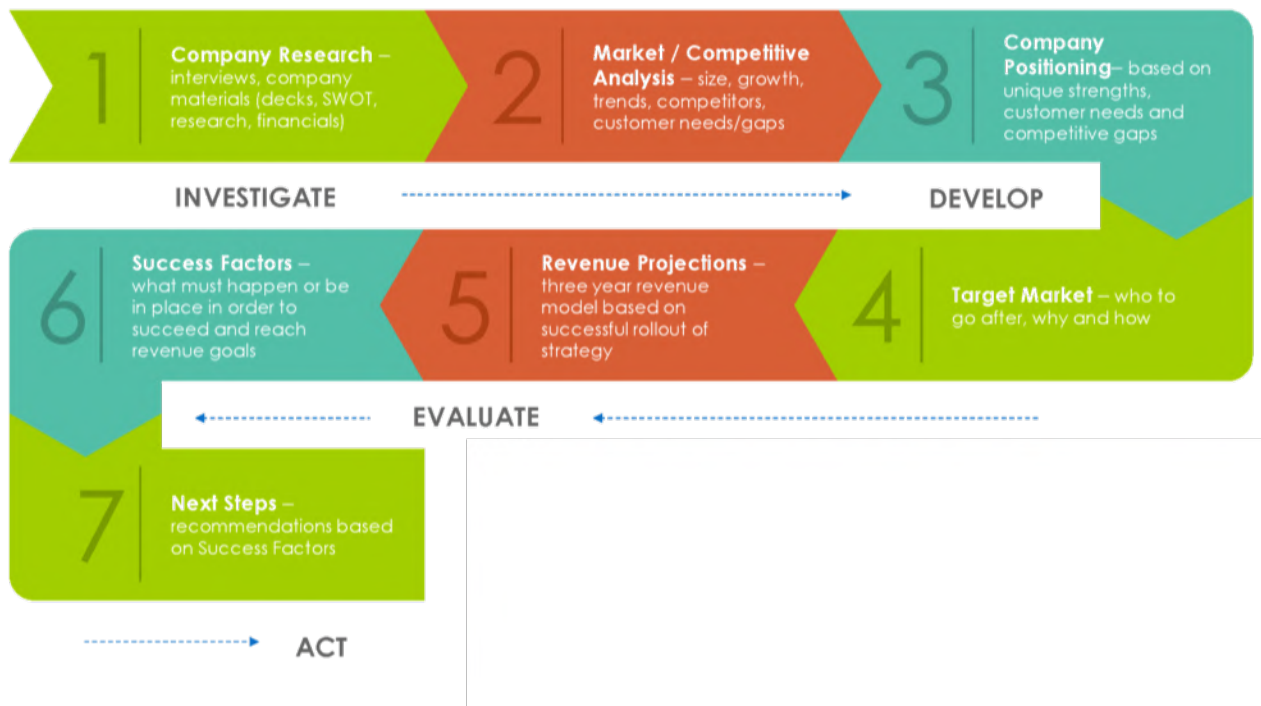 1
Company Research –
interviews, company
materials (decks, SWOT,
research, financials)
2
Market / Competitive
Analysis – size, growth,
trends, competitors,
customer needs/gaps
3
Company
Positioning– based on
unique strengths,
customer needs and
competitive gaps
INVESTIGATE
DEVELOP
4
Target Market – who to
go after, why and how
5
Revenue Projections –
three year revenue
model based on
successful rollout of
strategy
6
Success Factors –
what must happen or be
in place in order to
succeed and reach
revenue goals
EVALUATE
7
Next Steps –
recommendations based
on Success Factors
ACT